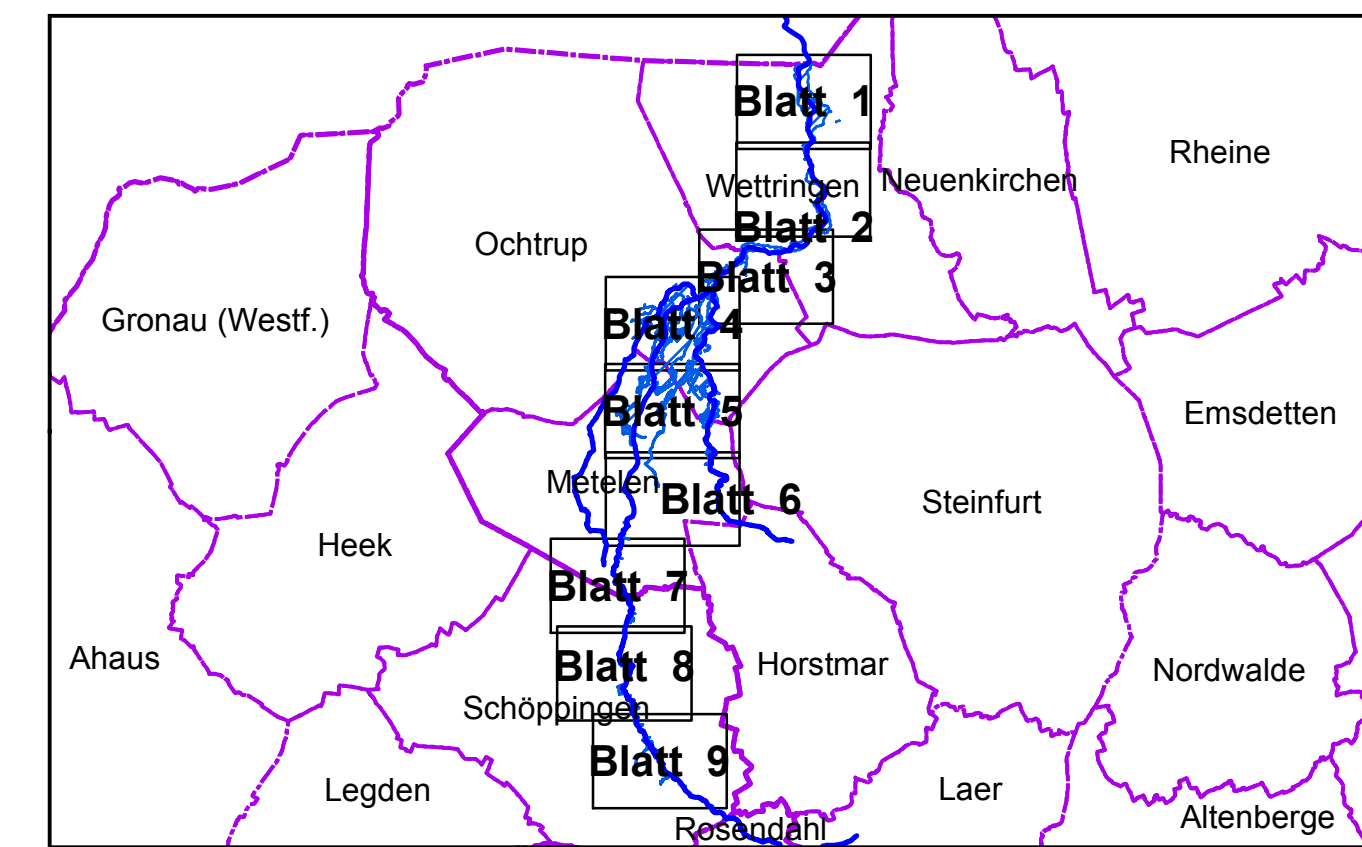 Blatt 1
Rheine
Wettringen
Neuenkirchen
Blatt 2
Ochtrup
Blatt 3
Gronau (Westf.)
Blatt 4
Blatt 5
Emsdetten
Metelen
Blatt 6
Steinfurt
Heek
Blatt 7
Ahaus
Blatt 8
Horstmar
Nordwalde
Schöppingen
Blatt 9
Legden
Laer
Altenberge
Rosendahl